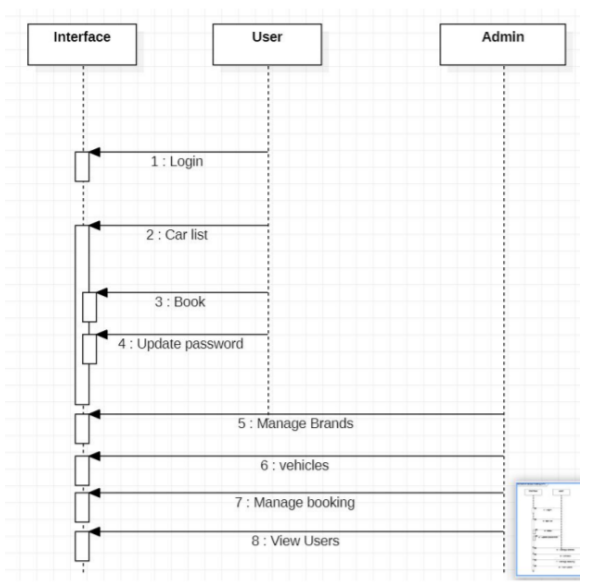 Interface
User
Admin
1 : Login
2 : Car list
3 : Book
4 : Update password
5 : Manage Brands
6 : vehicles
7 : Manage booking
8 : View Users